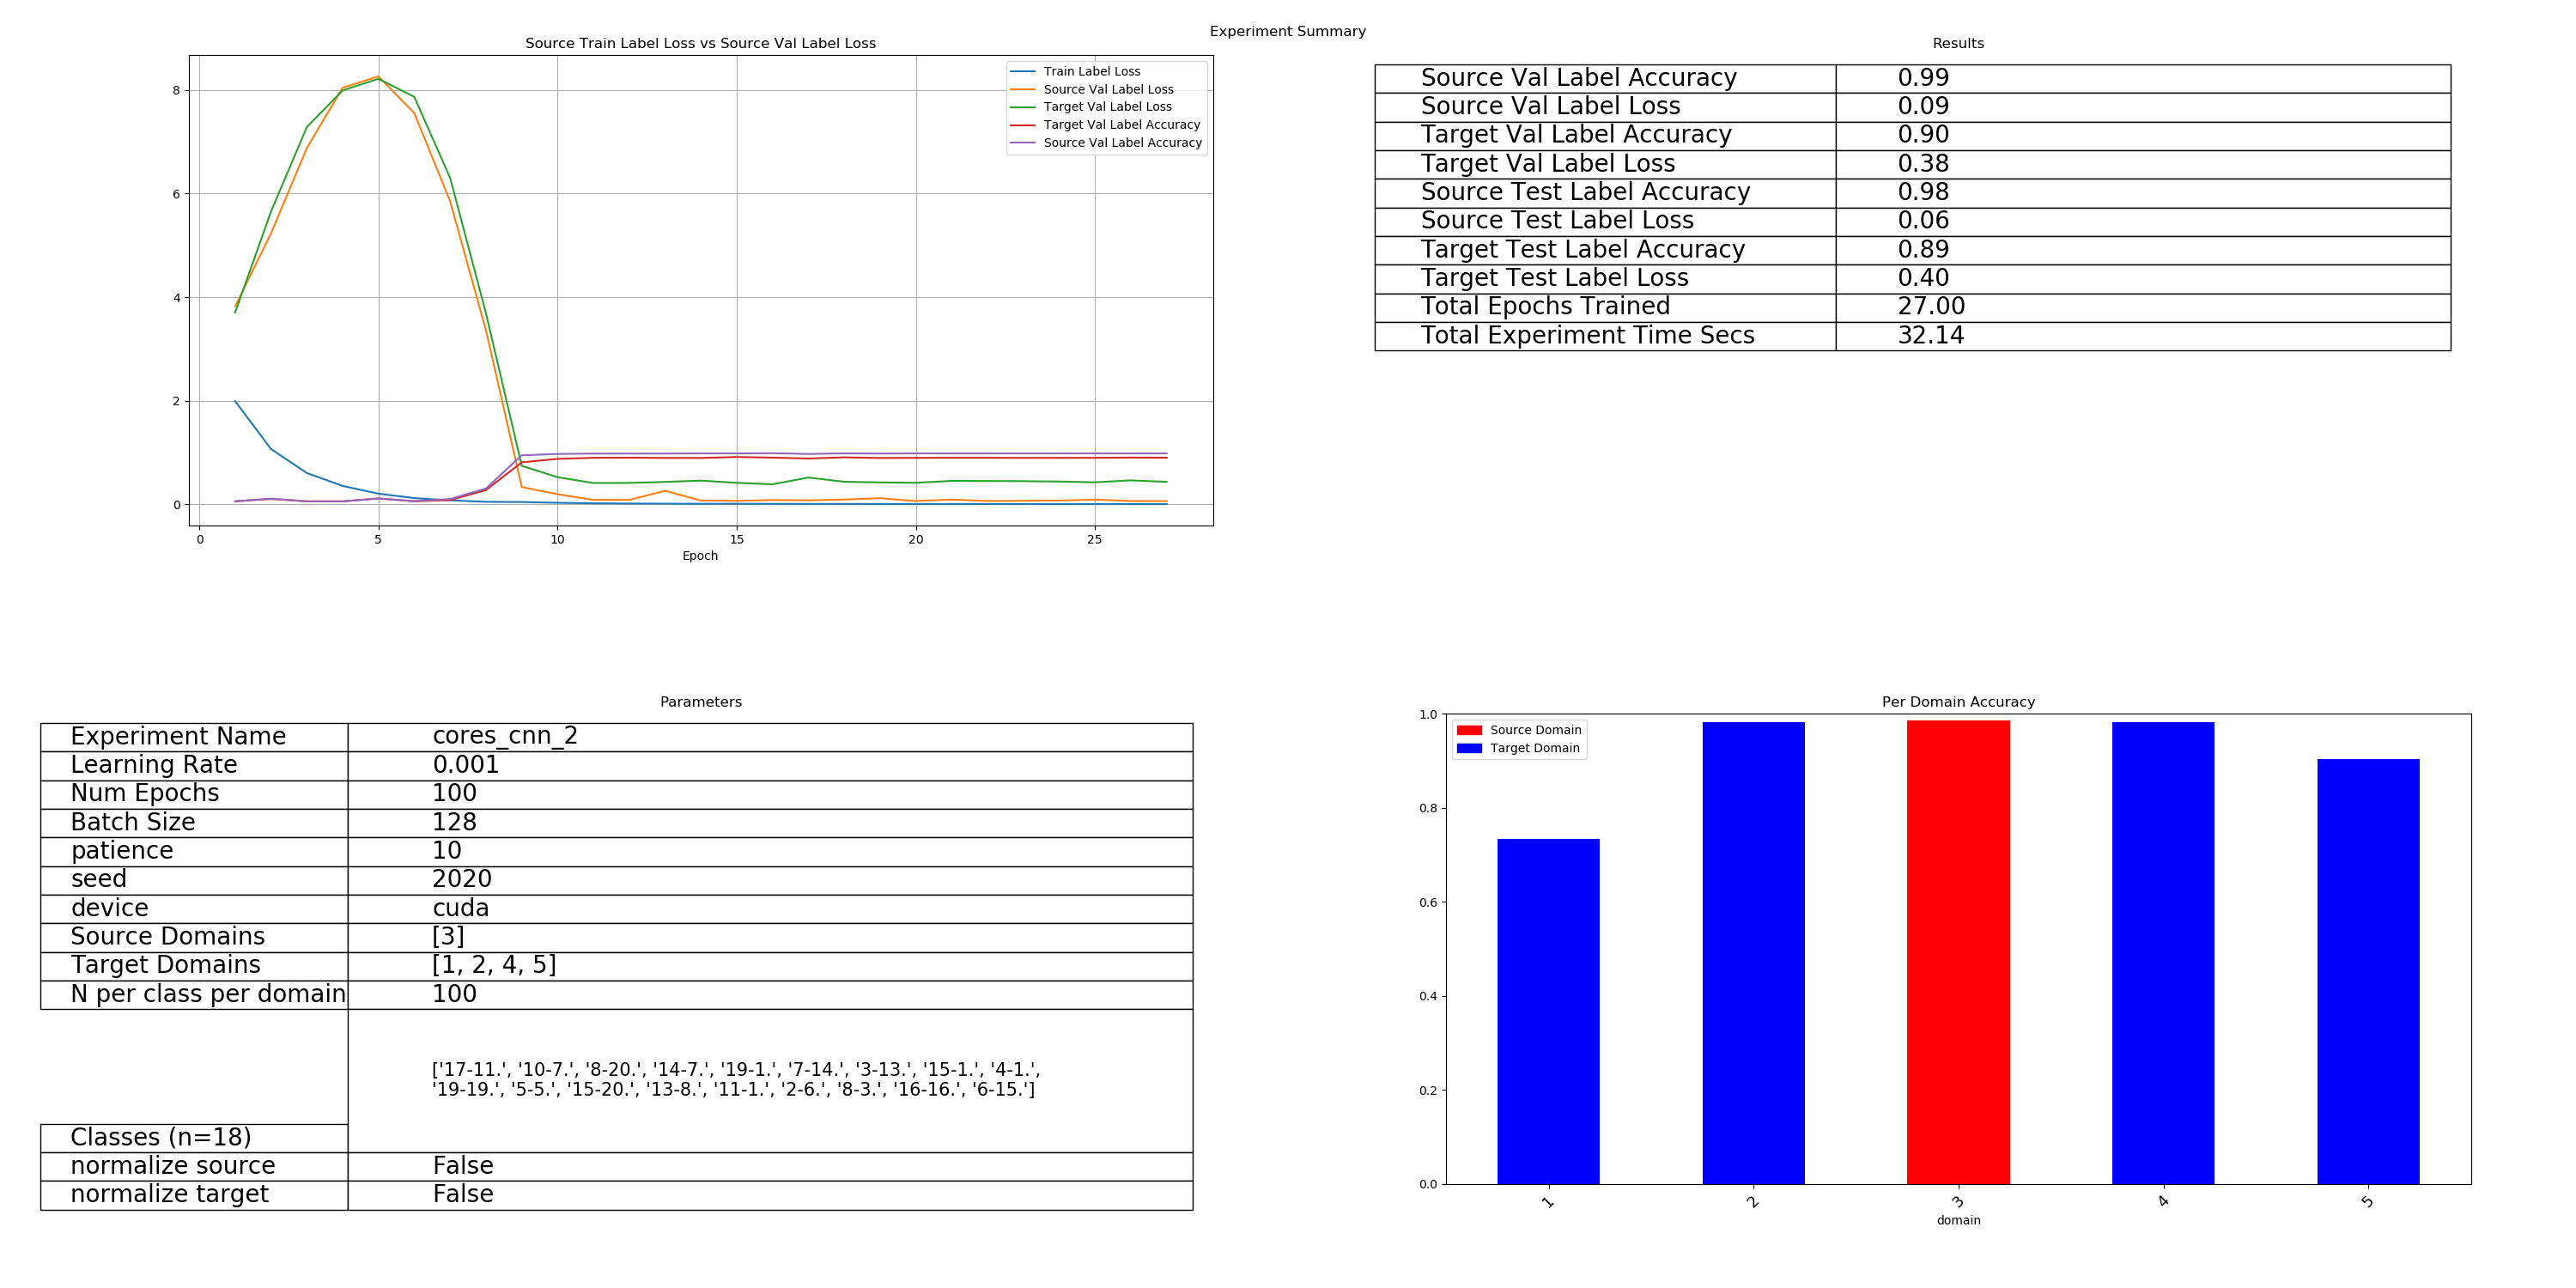 Experiment Summary
Source Train Label Loss vs Source Val Label Loss
8
6
4
2
0
0 5 10 15 20 25
Epoch
Train Label Loss
Source Val Label Loss
Target Val Label Loss
Target Val Label Accuracy
Source Val Label Accuracy
Results
Source Val Label Accuracy 0.99
Source Val Label Loss 0.09
Target Val Label Accuracy 0.90
Target Val Label Loss 0.38
Source Test Label Accuracy 0.98
Source Test Label Loss 0.06
Target Test Label Accuracy 0.89
Target Test Label Loss 0.40
Total Epochs Trained 27.00
Total Experiment Time Secs 32.14
Parameters
Experiment Name cores_cnn_2
Learning Rate 0.001
Num Epochs 100
Batch Size 128
patience 10
seed 2020
device cuda
Source Domains [3]
Target Domains [1, 2, 4, 5]
N per class per domain 100
['17-11.', '10-7.', '8-20.', '14-7.', '19-1.', '7-14.', '3-13.', '15-1.', '4-1.',
'19-19.', '5-5.', '15-20.', '13-8.', '11-1.', '2-6.', '8-3.', '16-16.', '6-15.']
Classes (n=18)
normalize source False
normalize target False
Per Domain Accuracy
1.0
0.8
0.6
0.4
0.2
0.0
Source Domain
Target Domain
1 2 3 4 5
domain